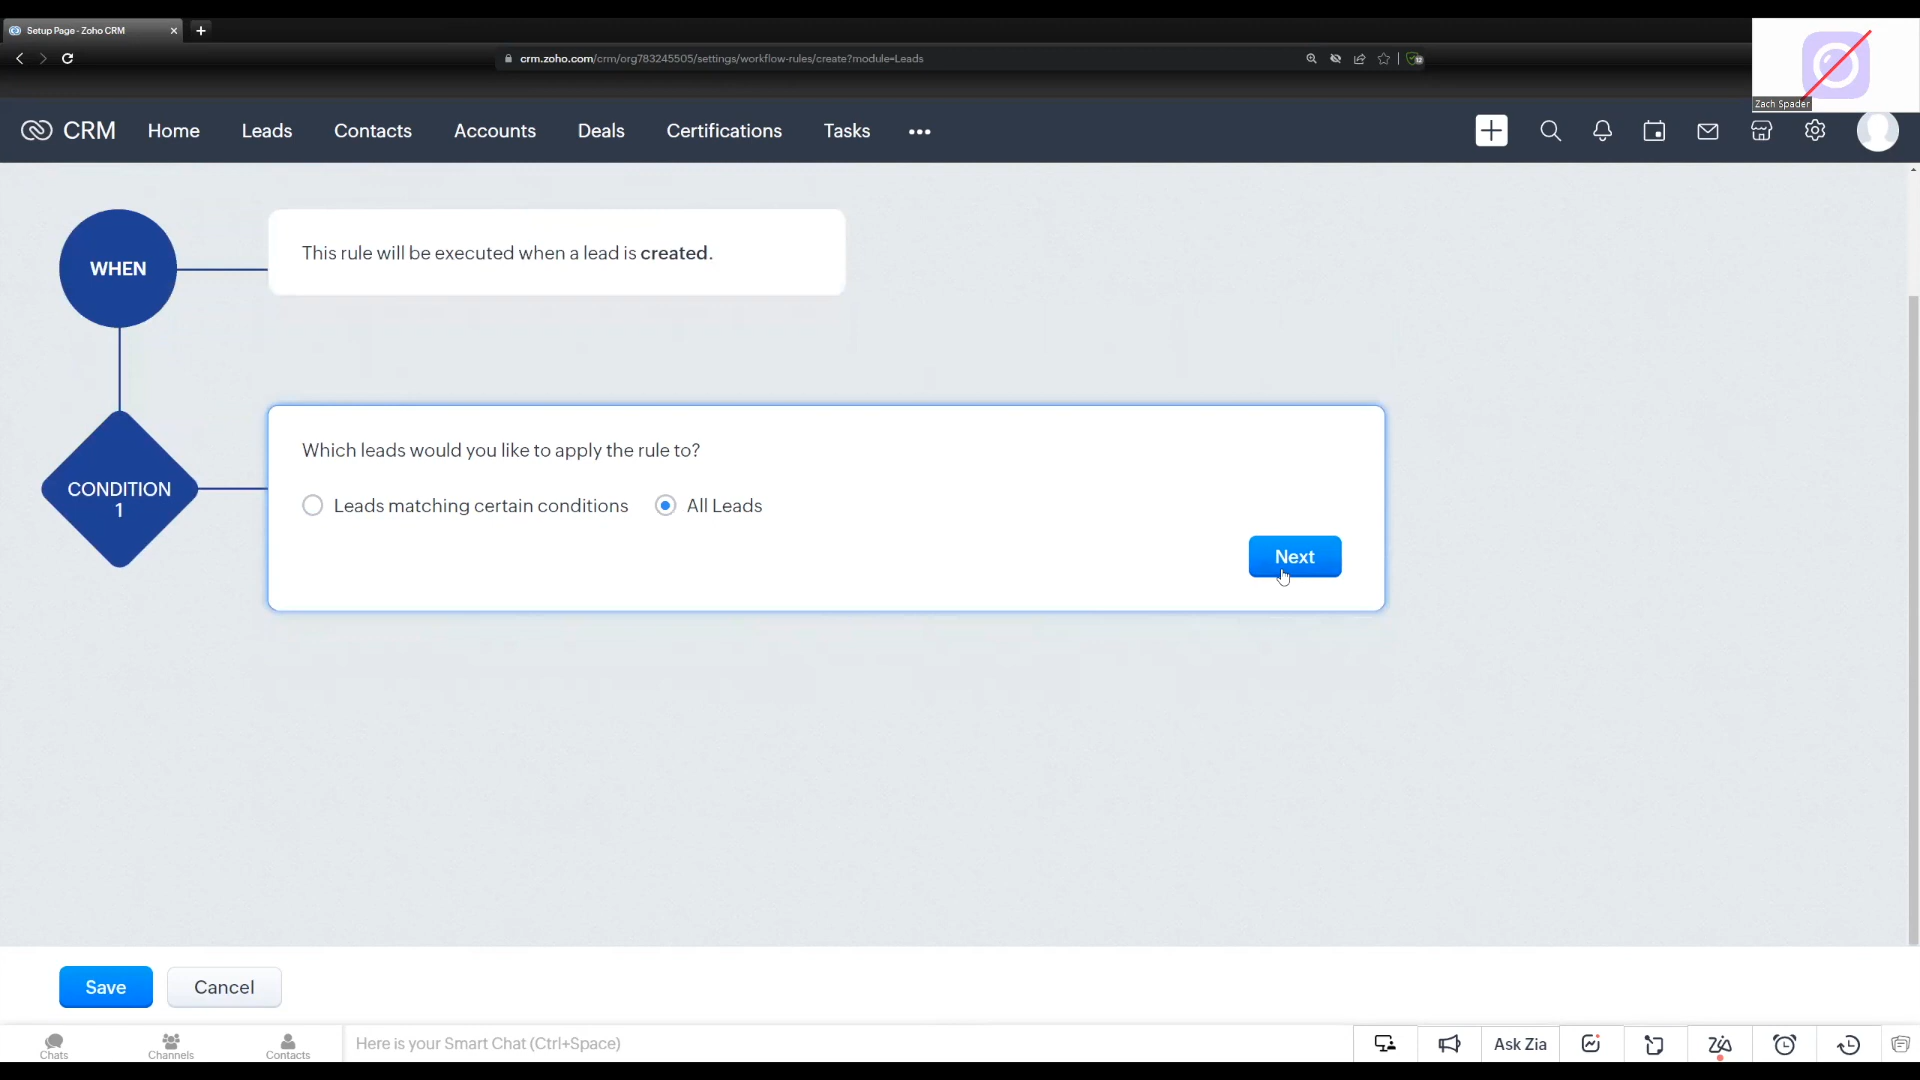 Setup Page - Zoho CRM
crm.zoho.com/crm/org783245505/settings/workflow-rules/create?module=Leads
Zach Spader
CRM Home Leads Contacts Accounts Deals Certifications Tasks
WHEN
This rule will be executed when a lead is created.
CONDITION
1
Which leads would you like to apply the rule to?
Leads matching certain conditions All Leads
Next
Save Cancel
Chats Channels Contacts
Here is your Smart Chat (Ctrl+Space)
Ask Zia